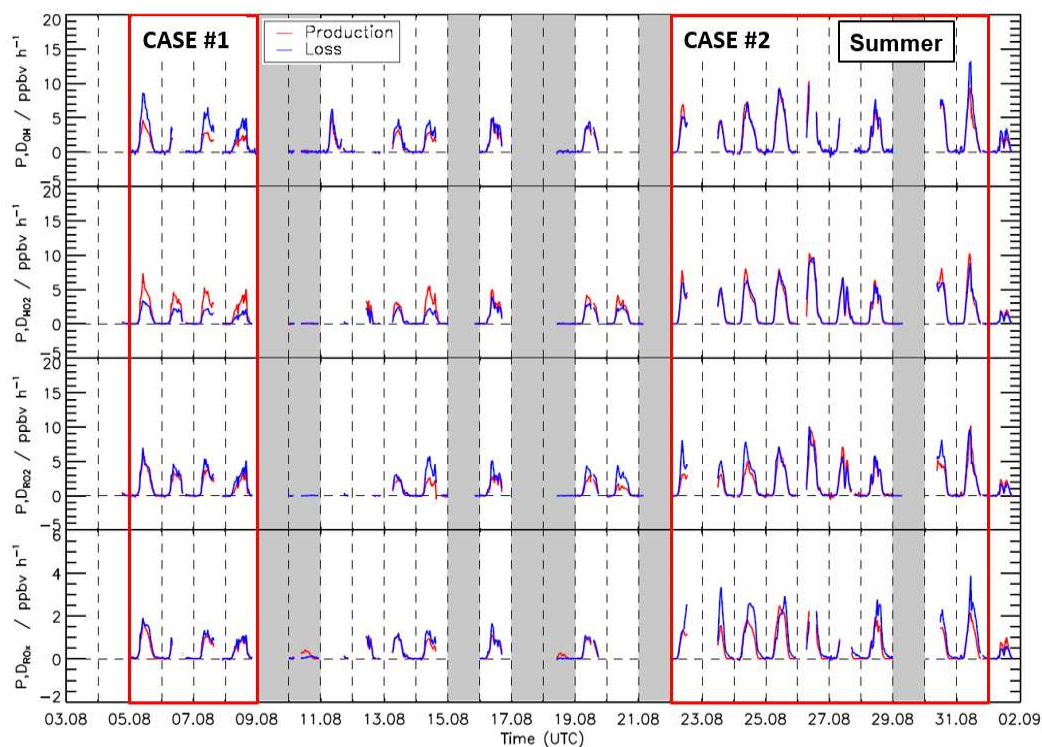 CASE #1
Production
Loss
CASE #2
Summer
P,D_OH / ppbv h⁻¹
20
15
10
5
0
−5
P,D_HO2 / ppbv h⁻¹
20
15
10
5
0
−5
P,D_RO2 / ppbv h⁻¹
20
15
10
5
0
−5
P,D_ROx / ppbv h⁻¹
6
4
2
0
−2
03.08 05.08 07.08 09.08 11.08 13.08 15.08 17.08 19.08 21.08 23.08 25.08 27.08 29.08 31.08 02.09
Time (UTC)